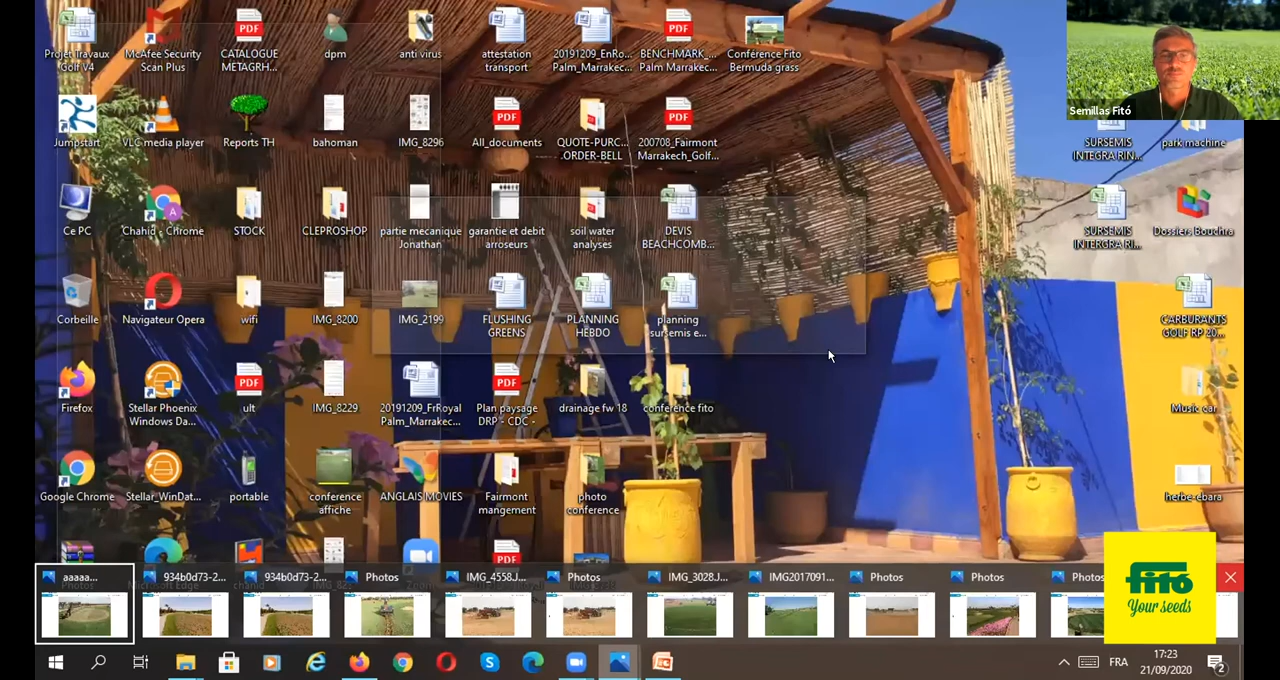 Projet Travaux
Golf V4
McAfee Security
Scan Plus
PDF
CATALOGUE
METAGRH...
dpm
anti virus
attestation
transport
20191209_EnRo...
Palm_Marrakec...
PDF
BENCHMARK_...
Palm Marrakec...
Conference Fito
Bermuda grass
Semillas Fitó
Jumpstart
VLC media player
Reports TH
bahoman
IMG_8296
PDF
All_documents
QUOTE-PURC...
...ORDER-BELL
PDF
200708_Fairmont
Marrakech_Golf...
SURSEMIS
INTEGRA RIN...
park machine
Ce PC
Chahid - Chrome
STOCK
CLEPROSHOP
partie mecanique
Jonathan
garantie et debit
arroseurs
soil water
analyses
DEVIS
BEACHCOMB...
SURSEMIS
INTERGRA RI...
Dossiers Bouchra
Corbeille
Navigateur Opera
wifi
IMG_8200
IMG_2199
FLUSHING
GREENS
PLANNING
HEBDO
planning
sursemis e...
CARBURANTS
GOLF RP 20...
Firefox
Stellar Phoenix
Windows Da...
PDF
ult
IMG_8229
20191209_FrRoyal
Palm_Marrakec...
PDF
Plan paysage
DRP - CDC -
drainage fw 18
conference fito
Music car
Google Chrome
Stellar_WinDat...
portable
conference
affiche
ANGLAIS MOVIES
Fairmont
mangement
photo
conference
herbe-ebara
PDF
aaaaa...
934b0d73-2...
934b0d73-2...
Photos
IMG_4558.J...
Photos
IMG_3028.J...
IMG2017091...
Photos
Photos
Photos
fitó
Your seeds
FRA
17:23
21/09/2020
2